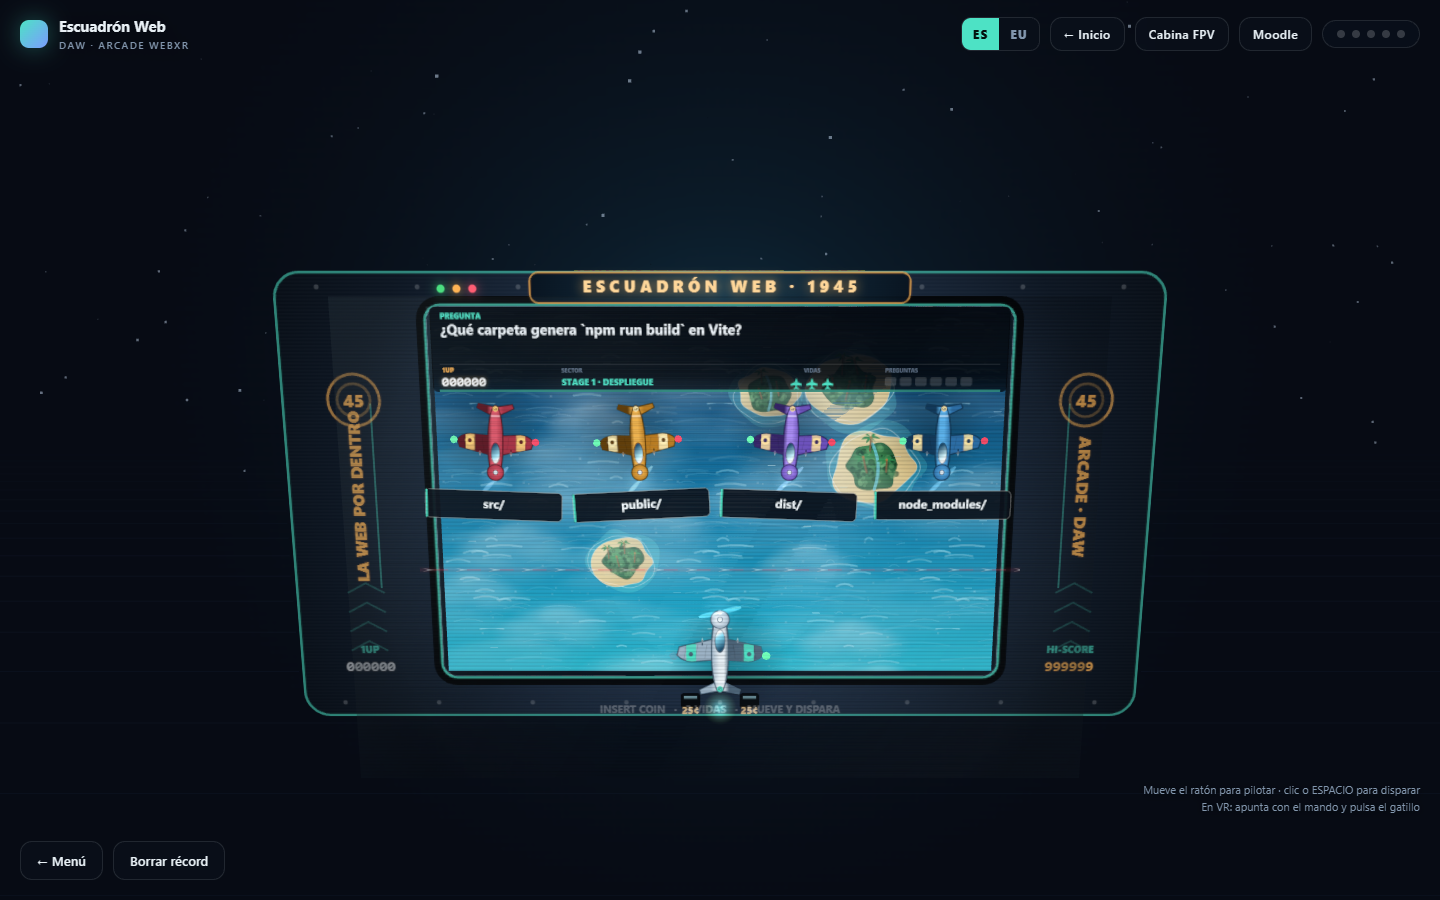 Escuadrón Web
DAW · ARCADE WEBXR
ES
EU
← Inicio
Cabina FPV
Moodle
ESCUADRÓN WEB · 1945
PREGUNTA
¿Qué carpeta genera `npm run build` en Vite?
1UP
000000
SECTOR
STAGE 1 · DESPLIEGUE
VIDAS
PREGUNTAS
45
LA WEB POR DENTRO
45
ARCADE · DAW
src/
public/
dist/
node_modules/
1UP
000000
HI-SCORE
999999
INSERT COIN · VIDAS · MUEVE Y DISPARA
25¢
25¢
Mueve el ratón para pilotar · clic o ESPACIO para disparar
En VR: apunta con el mando y pulsa el gatillo
← Menú
Borrar récord